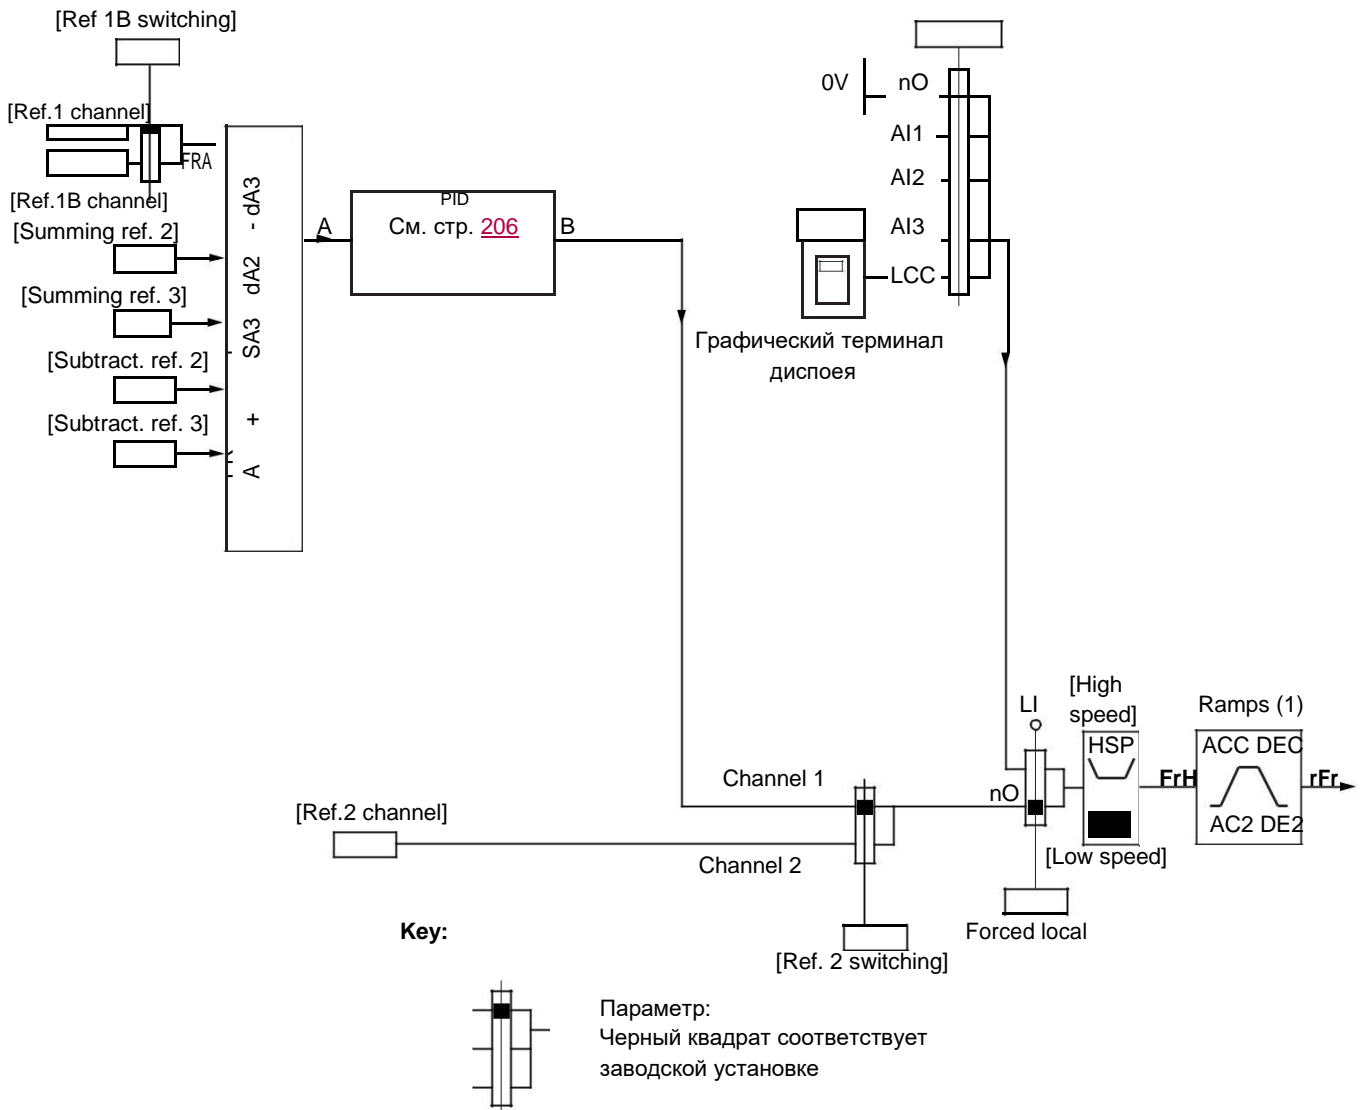 [Ref 1B switching]
0V
nO
[Ref.1 channel]
AI1
FRA
AI2
[Ref.1B channel]
[Summing ref. 2]
[Summing ref. 3]
[Subtract. ref. 2]
[Subtract. ref. 3]
A + SA3 dA2 - dA3
A
PID
См. стр. 206
B
AI3
LCC
Графический терминал
диспоея
LI
[High
speed]
Ramps (1)
HSP
ACC DEC
FrH
rFr
AC2 DE2
[Low speed]
Channel 1
nO
[Ref.2 channel]
Channel 2
Key:
Forced local
[Ref. 2 switching]
Параметр:
Черный квадрат соответствует
заводской установке